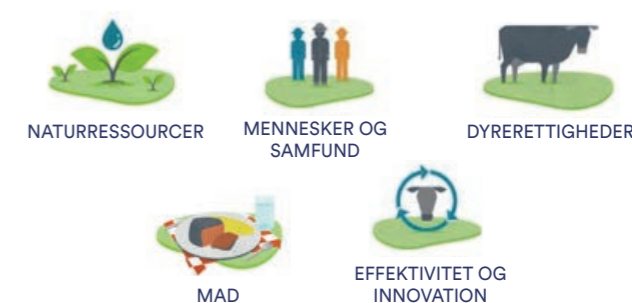 NATURRESSOURCER
MENNESKER OG
SAMFUND
DYRERETTIGHEDER
MAD
EFFEKTIVITET OG
INNOVATION